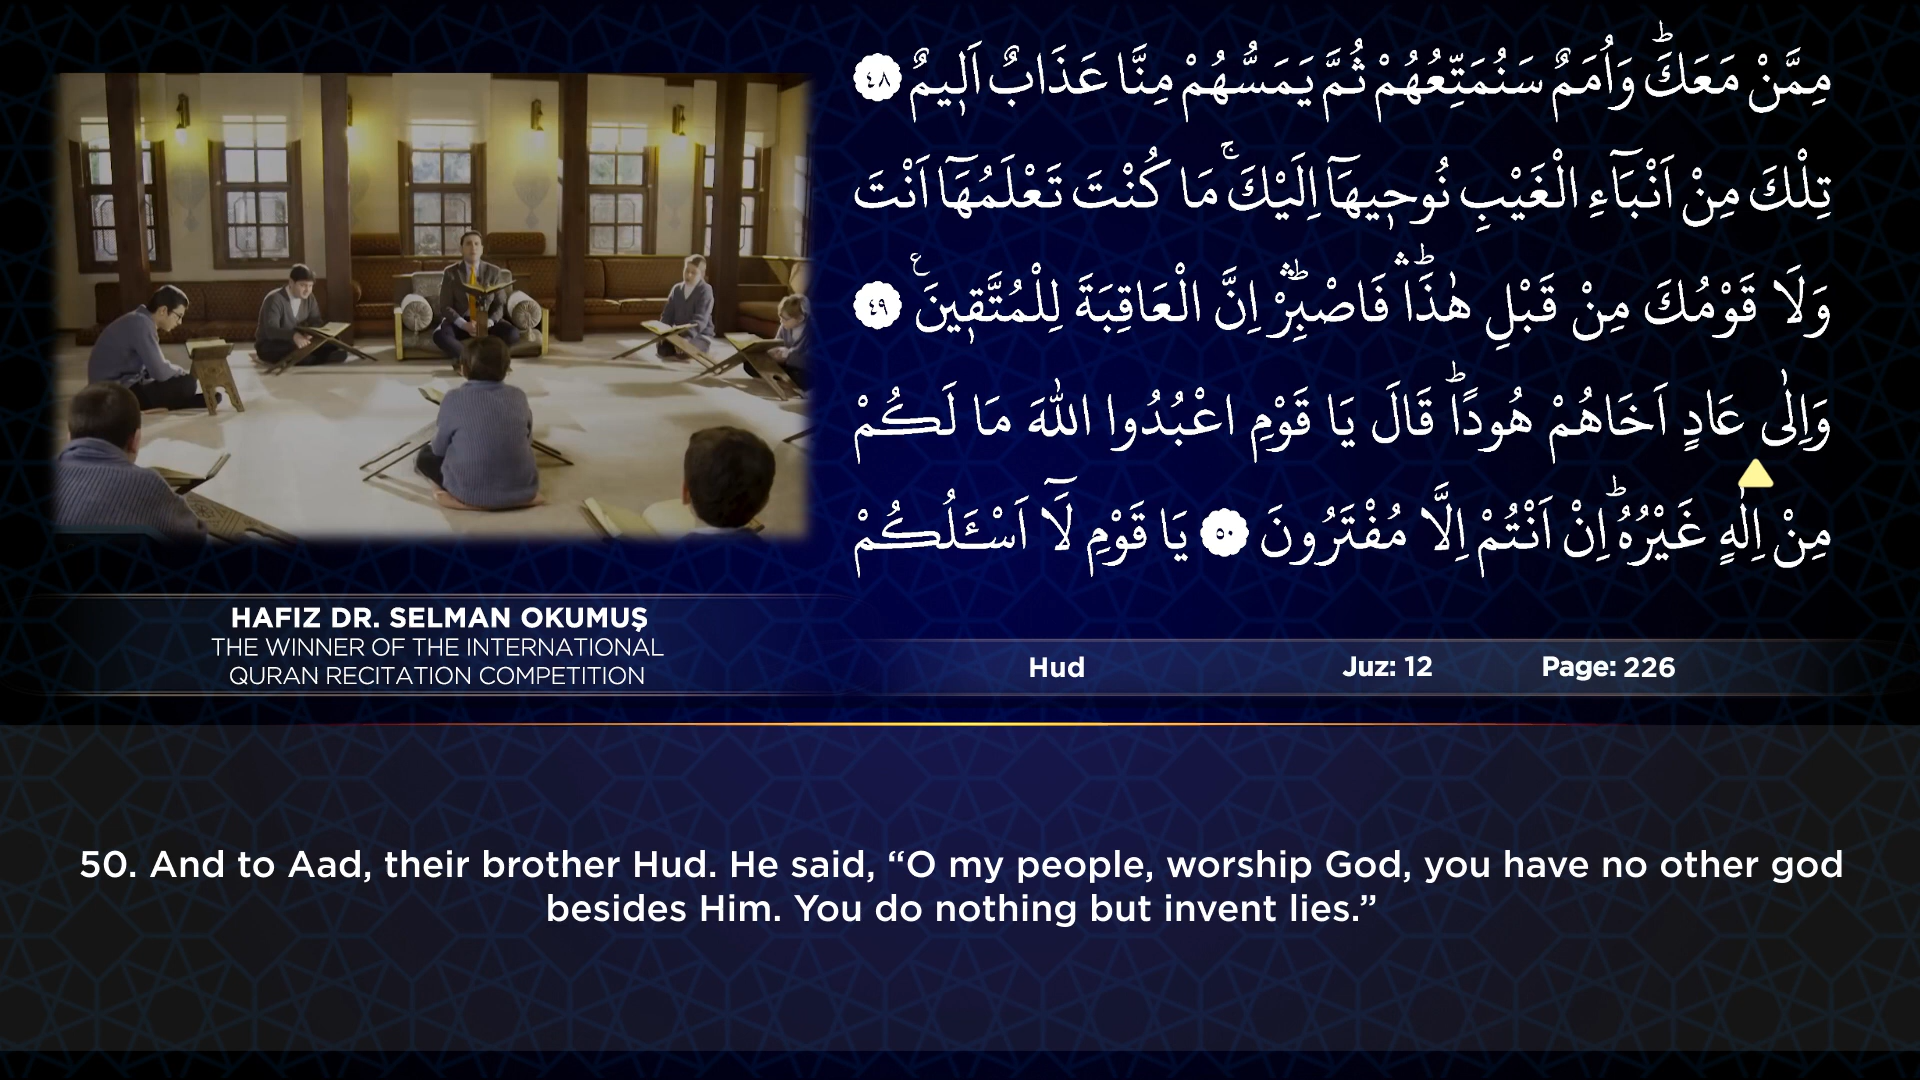 مِمَّنْ مَعَكَۜ وَاُمَمٌ سَنُمَتِّعُهُمْ ثُمَّ يَمَسُّهُمْ مِنَّا عَذَابٌ اَل۪يمٌ ٤٨
تِلْكَ مِنْ اَنْبَٓاءِ الْغَيْبِ نُوح۪يهَٓا اِلَيْكَۚ مَا كُنْتَ تَعْلَمُهَٓا اَنْتَ
وَلَا قَوْمُكَ مِنْ قَبْلِ هٰذَاۜۛ فَاصْبِرْۜۛ اِنَّ الْعَاقِبَةَ لِلْمُتَّق۪ينَ ع ٤٩
وَاِلٰى عَادٍ اَخَاهُمْ هُودًاۜ قَالَ يَا قَوْمِ اعْبُدُوا اللّٰهَ مَا لَكُمْ
مِنْ اِلٰهٍ غَيْرُهُۜ اِنْ اَنْتُمْ اِلَّا مُفْتَرُونَ ٥٠ يَا قَوْمِ لَٓا اَسْـَٔلُكُمْ
HAFIZ DR. SELMAN OKUMUŞ
THE WINNER OF THE INTERNATIONAL
QURAN RECITATION COMPETITION
Hud Juz: 12 Page: 226
50. And to Aad, their brother Hud. He said, “O my people, worship God, you have no other god
besides Him. You do nothing but invent lies.”